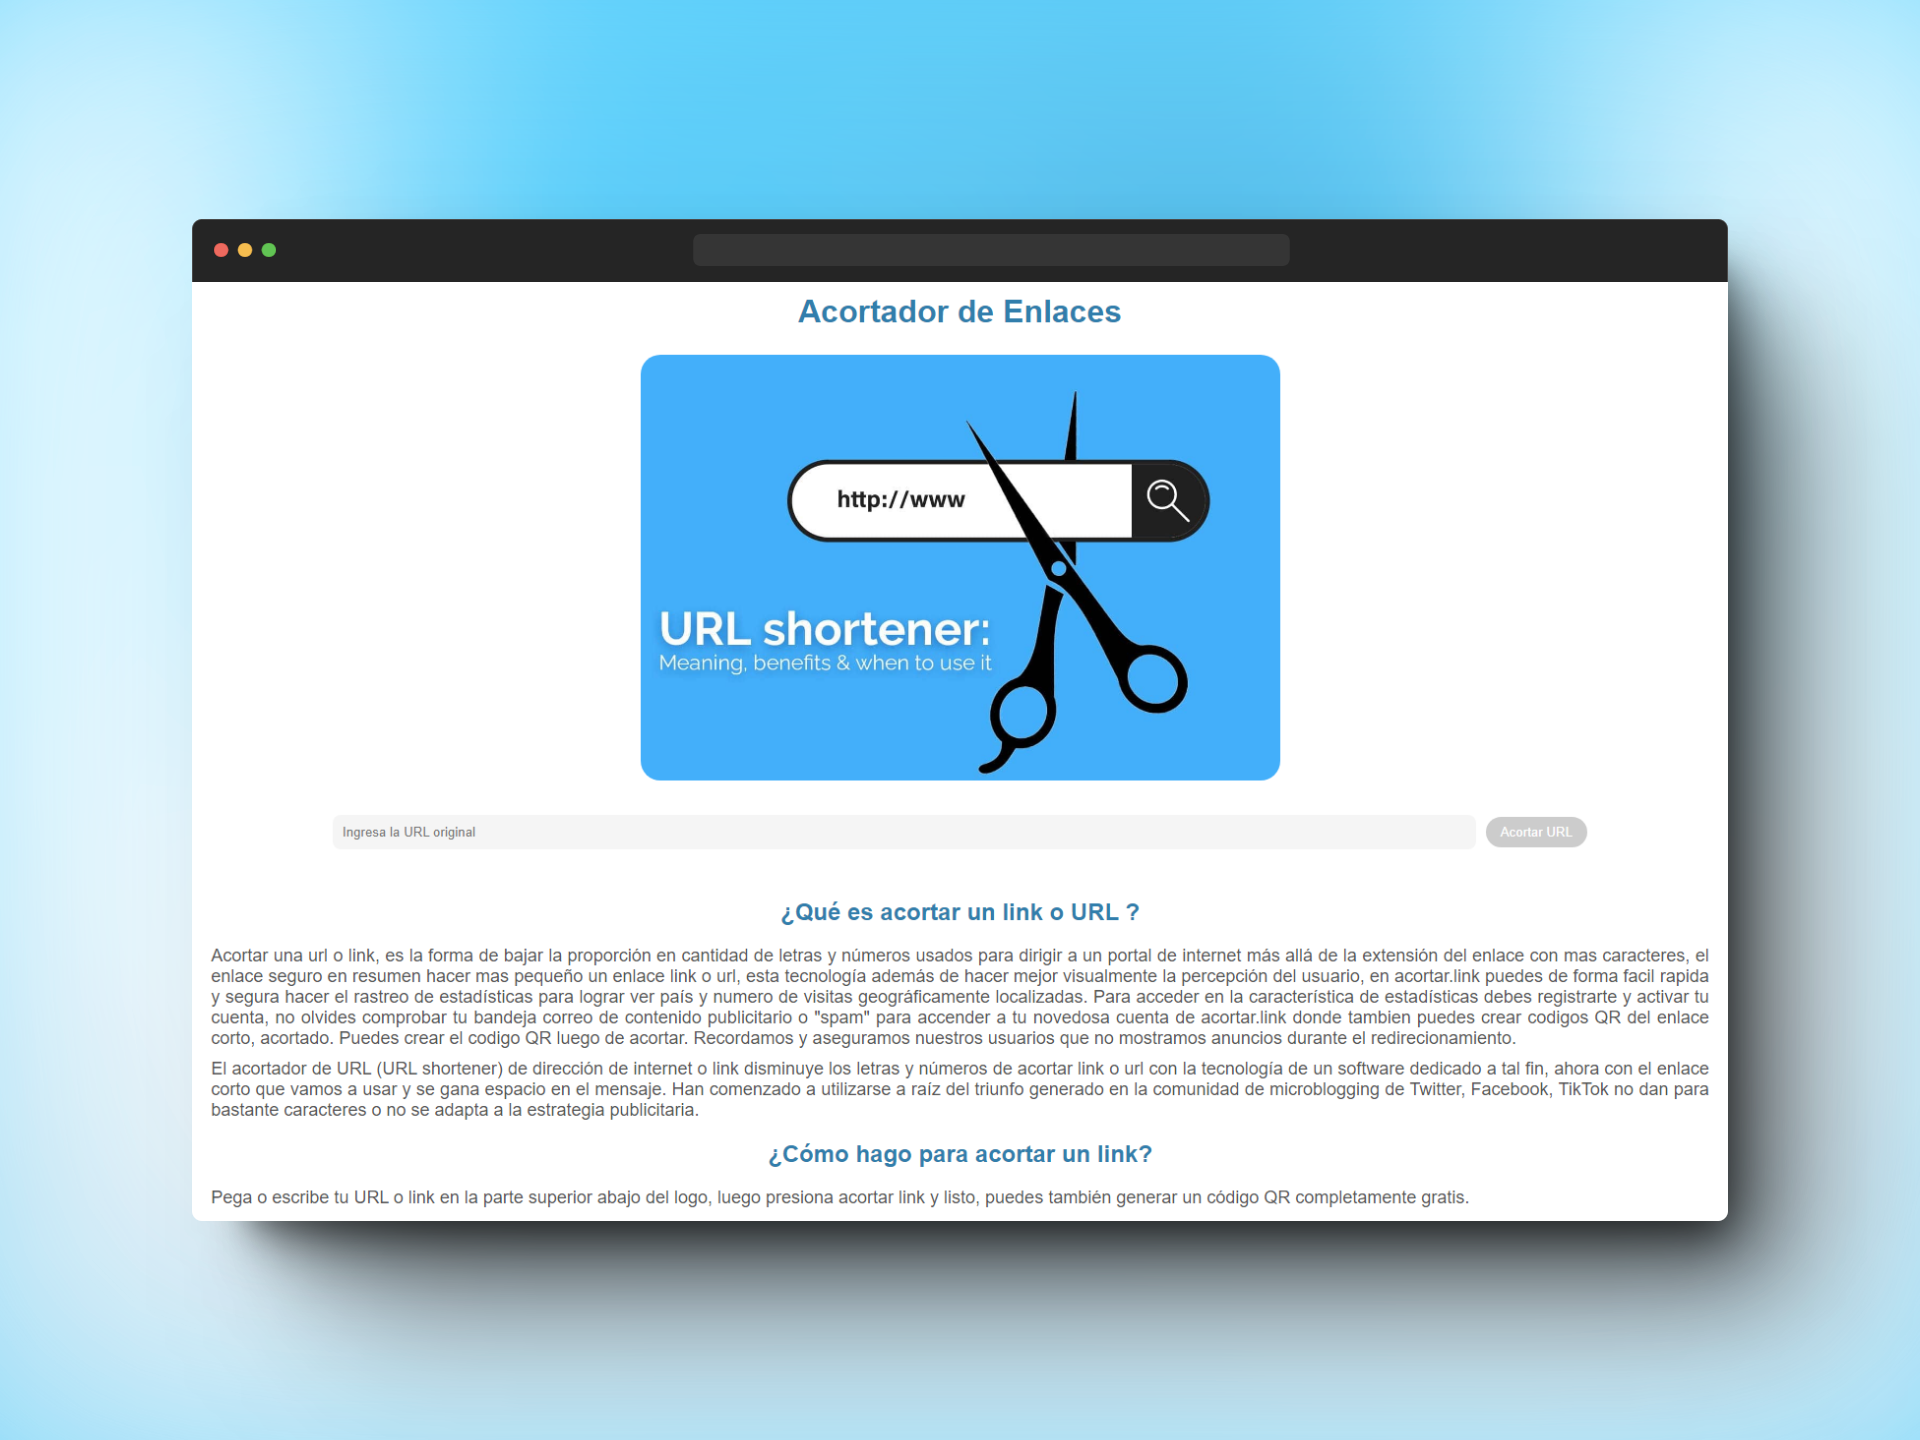 Acortador de Enlaces
http://www
URL shortener:
Meaning, benefits & when to use it
Ingresa la URL original
Acortar URL
¿Qué es acortar un link o URL ?
Acortar una url o link, es la forma de bajar la proporción en cantidad de letras y números usados para dirigir a un portal de internet más allá de la extensión del enlace con mas caracteres, el
enlace seguro en resumen hacer mas pequeño un enlace link o url, esta tecnología además de hacer mejor visualmente la percepción del usuario, en acortar.link puedes de forma facil rapida
y segura hacer el rastreo de estadísticas para lograr ver país y numero de visitas geográficamente localizadas. Para acceder en la característica de estadísticas debes registrarte y activar tu
cuenta, no olvides comprobar tu bandeja correo de contenido publicitario o "spam" para accender a tu novedosa cuenta de acortar.link donde tambien puedes crear codigos QR del enlace
corto, acortado. Puedes crear el codigo QR luego de acortar. Recordamos y aseguramos nuestros usuarios que no mostramos anuncios durante el redirecionamiento.
El acortador de URL (URL shortener) de dirección de internet o link disminuye los letras y números de acortar link o url con la tecnología de un software dedicado a tal fin, ahora con el enlace
corto que vamos a usar y se gana espacio en el mensaje. Han comenzado a utilizarse a raíz del triunfo generado en la comunidad de microblogging de Twitter, Facebook, TikTok no dan para
bastante caracteres o no se adapta a la estrategia publicitaria.
¿Cómo hago para acortar un link?
Pega o escribe tu URL o link en la parte superior abajo del logo, luego presiona acortar link y listo, puedes también generar un código QR completamente gratis.